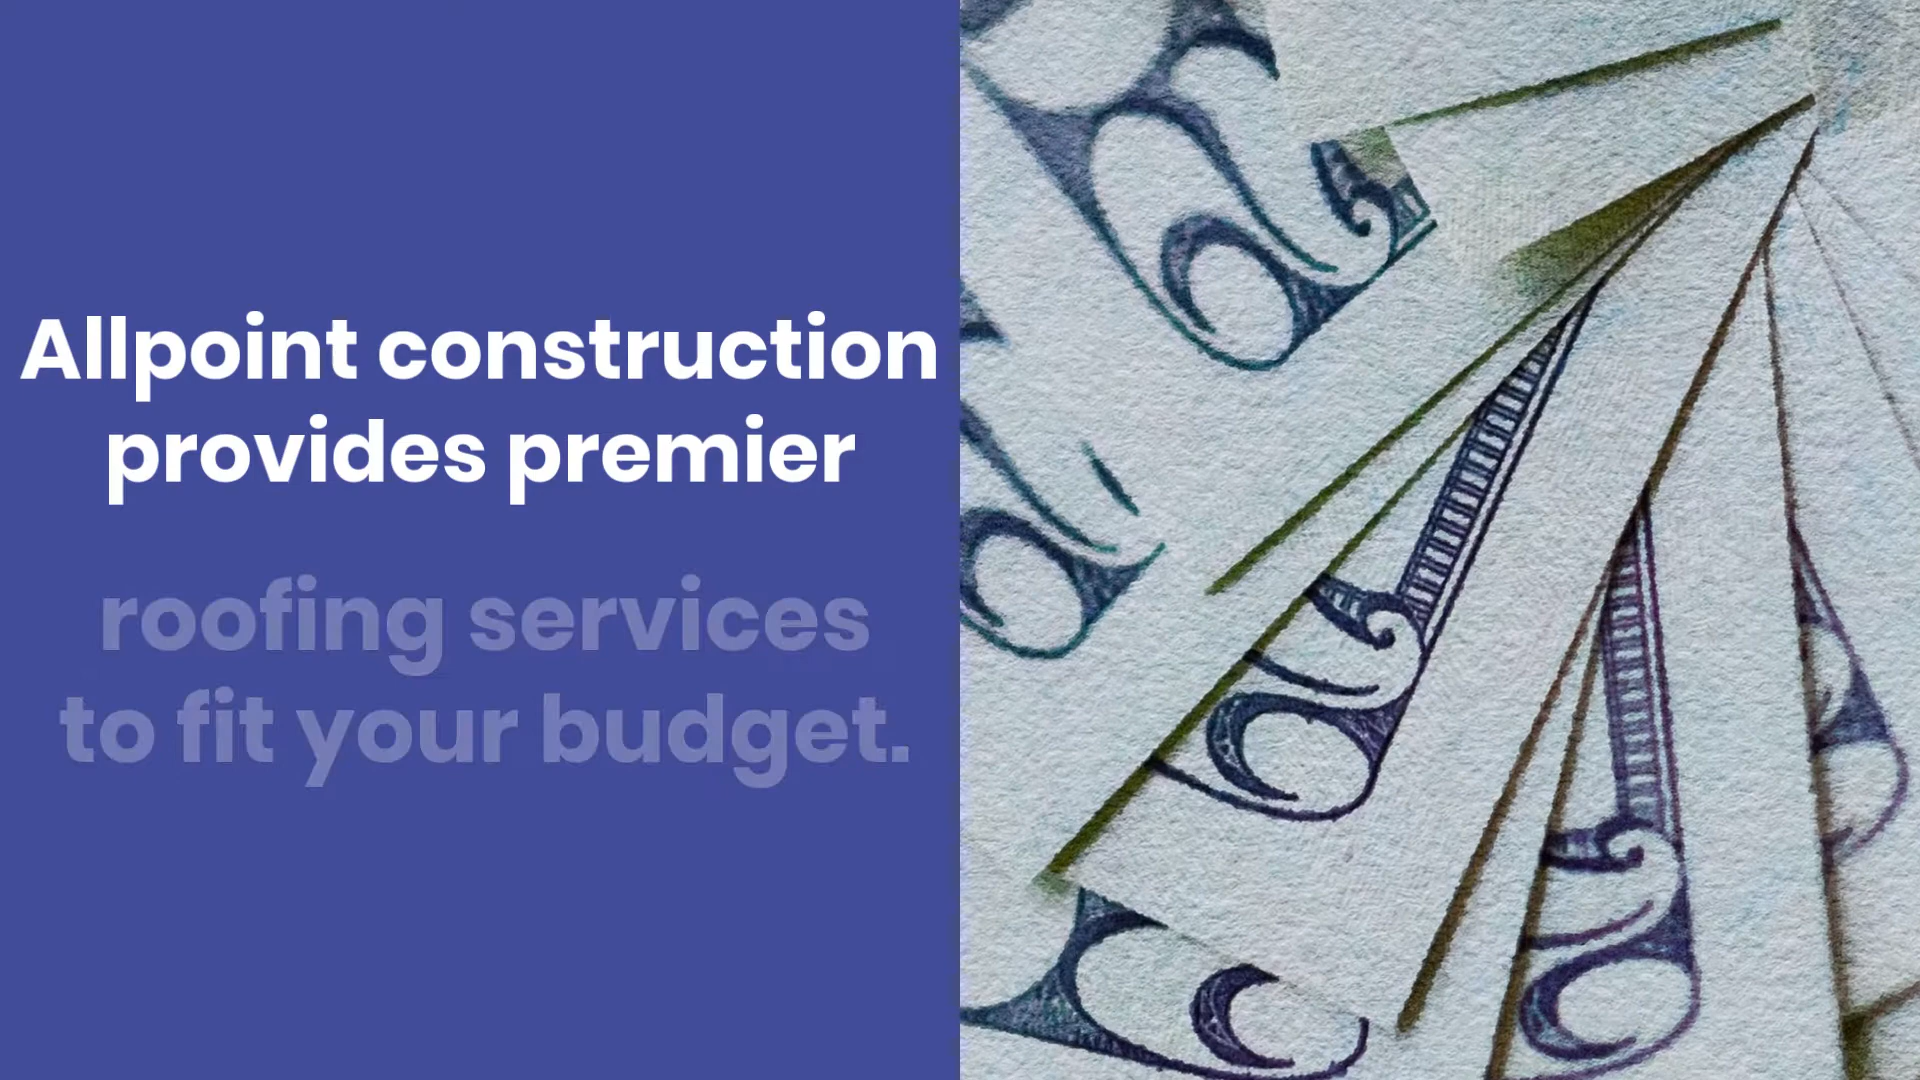 Allpoint construction
provides premier
roofing services
to fit your budget.